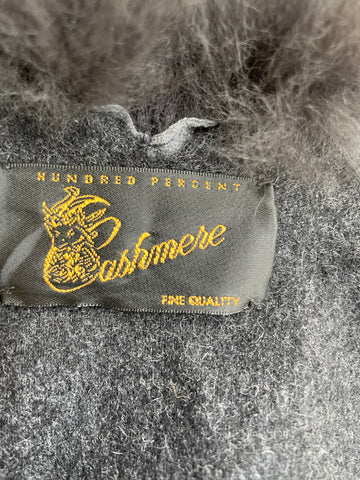 HUNDRED PERCENT
Cashmere
FINE QUALITY